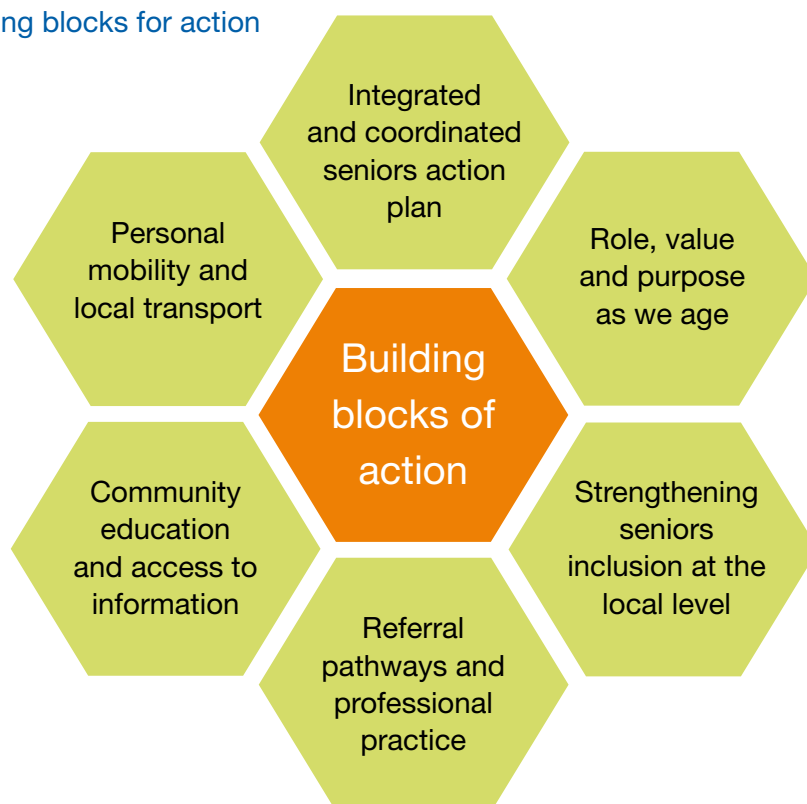 ng blocks for action
Integrated
and coordinated
seniors action
plan
Personal
mobility and
local transport
Role, value
and purpose
as we age
Building
blocks of
action
Community
education
and access to
information
Strengthening
seniors
inclusion at the
local level
Referral
pathways and
professional
practice